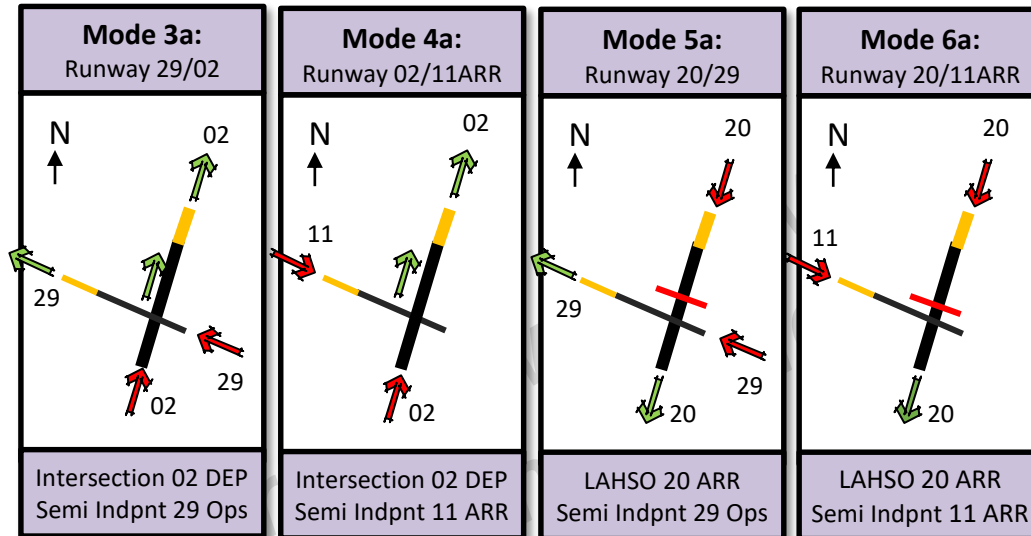 Mode 3a:
Runway 29/02
N
02
29
29
02
Intersection 02 DEP
Semi Indpnt 29 Ops
Mode 4a:
Runway 02/11ARR
N
02
11
02
Intersection 02 DEP
Semi Indpnt 11 ARR
Mode 5a:
Runway 20/29
N
20
29
29
20
LAHSO 20 ARR
Semi Indpnt 29 Ops
Mode 6a:
Runway 20/11ARR
N
20
11
20
LAHSO 20 ARR
Semi Indpnt 11 ARR